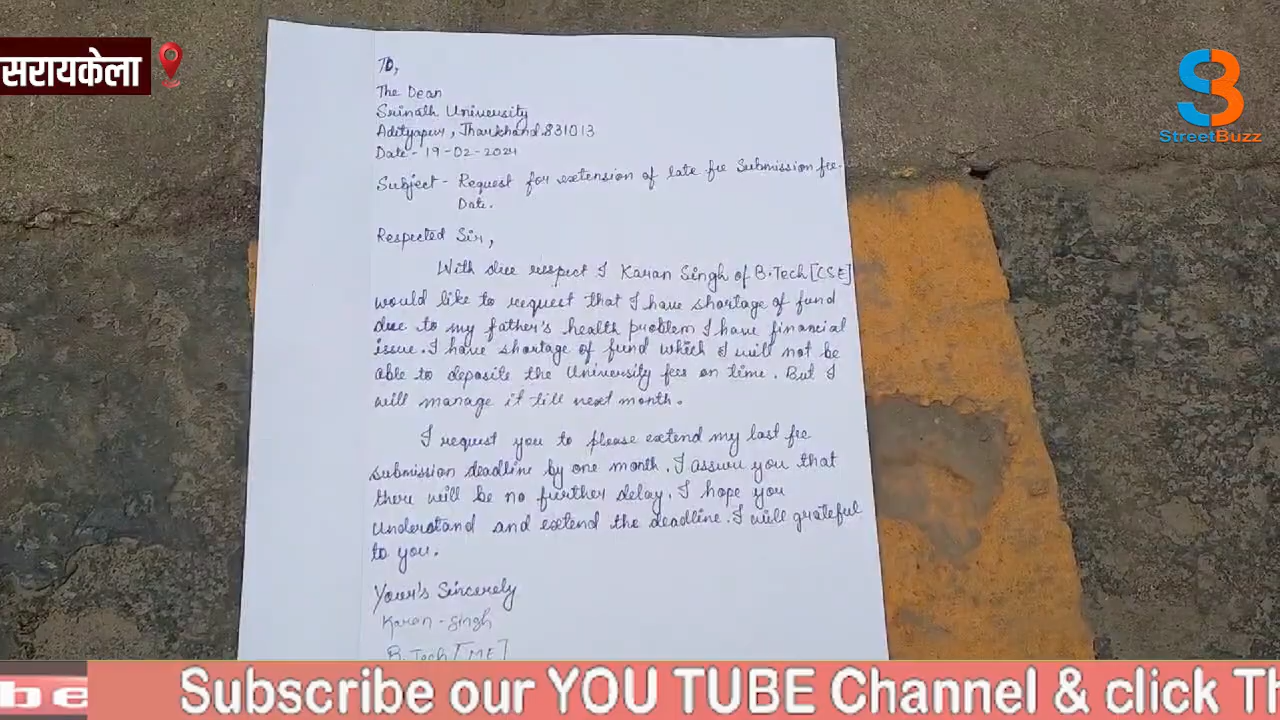 सरायकेला
StreetBuzz
To,
The Dean
Srinath University
Adityapur, Jharkhand 831013
Date - 19-02-2024
Subject - Request for extension of late fee Submission fee.
Date.
Respected Sir,
With due respect I Karan Singh of B.Tech [CSE]
would like to request that I have shortage of fund
due to my father's health problem I have financial
issue. I have shortage of fund which I will not be
able to deposite the University fee on time. But I
will manage it till next month.
I request you to please extend my last fee
submission deadline by one month. I assure you that
there will be no further delay. I hope you
understand and extend the deadline. I will grateful
to you.
Your's Sincerely
Karan - Singh
B.Tech [ME]
be Subscribe our YOU TUBE Channel & click Th